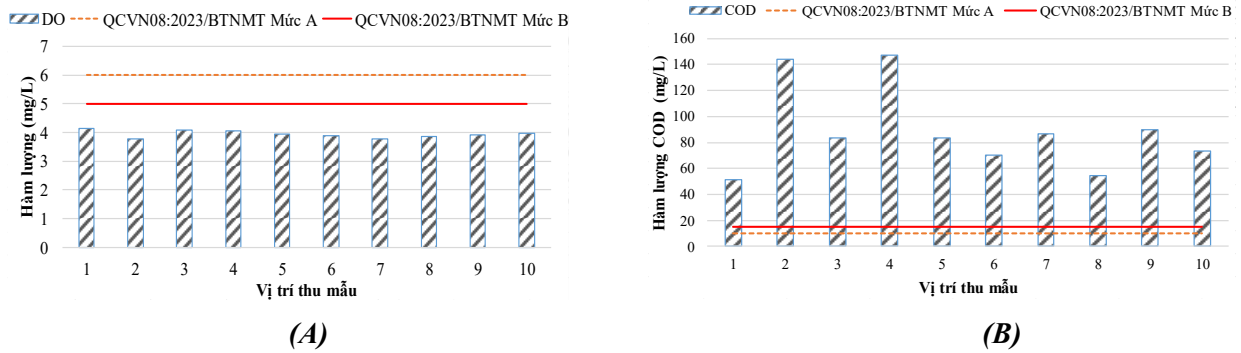 DO QCVN08:2023/BTNMT Mức A QCVN08:2023/BTNMT Mức B
7
6
5
4
3
2
1
0
Hàm lượng (mg/L)
1 2 3 4 5 6 7 8 9 10
Vị trí thu mẫu
(A)
COD QCVN08:2023/BTNMT Mức A QCVN08:2023/BTNMT Mức B
160
140
120
100
80
60
40
20
0
Hàm lượng COD (mg/L)
1 2 3 4 5 6 7 8 9 10
Vị trí thu mẫu
(B)